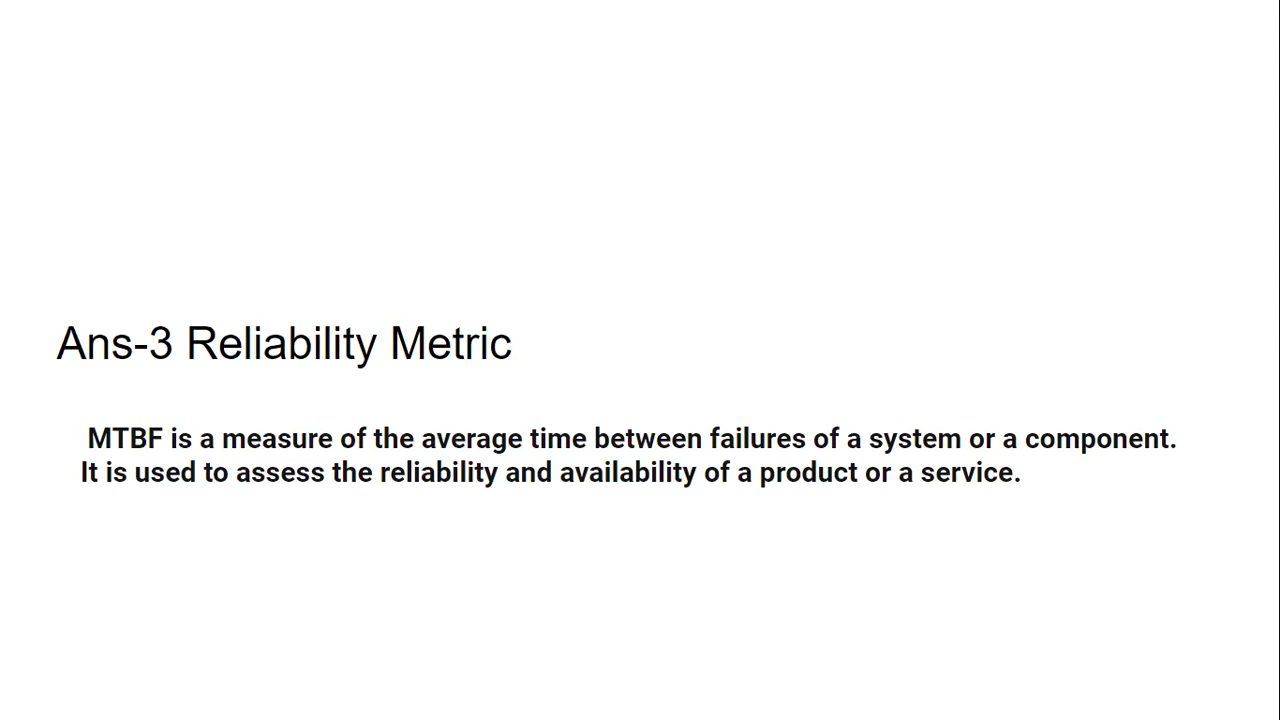 Ans-3 Reliability Metric
MTBF is a measure of the average time between failures of a system or a component.
It is used to assess the reliability and availability of a product or a service.